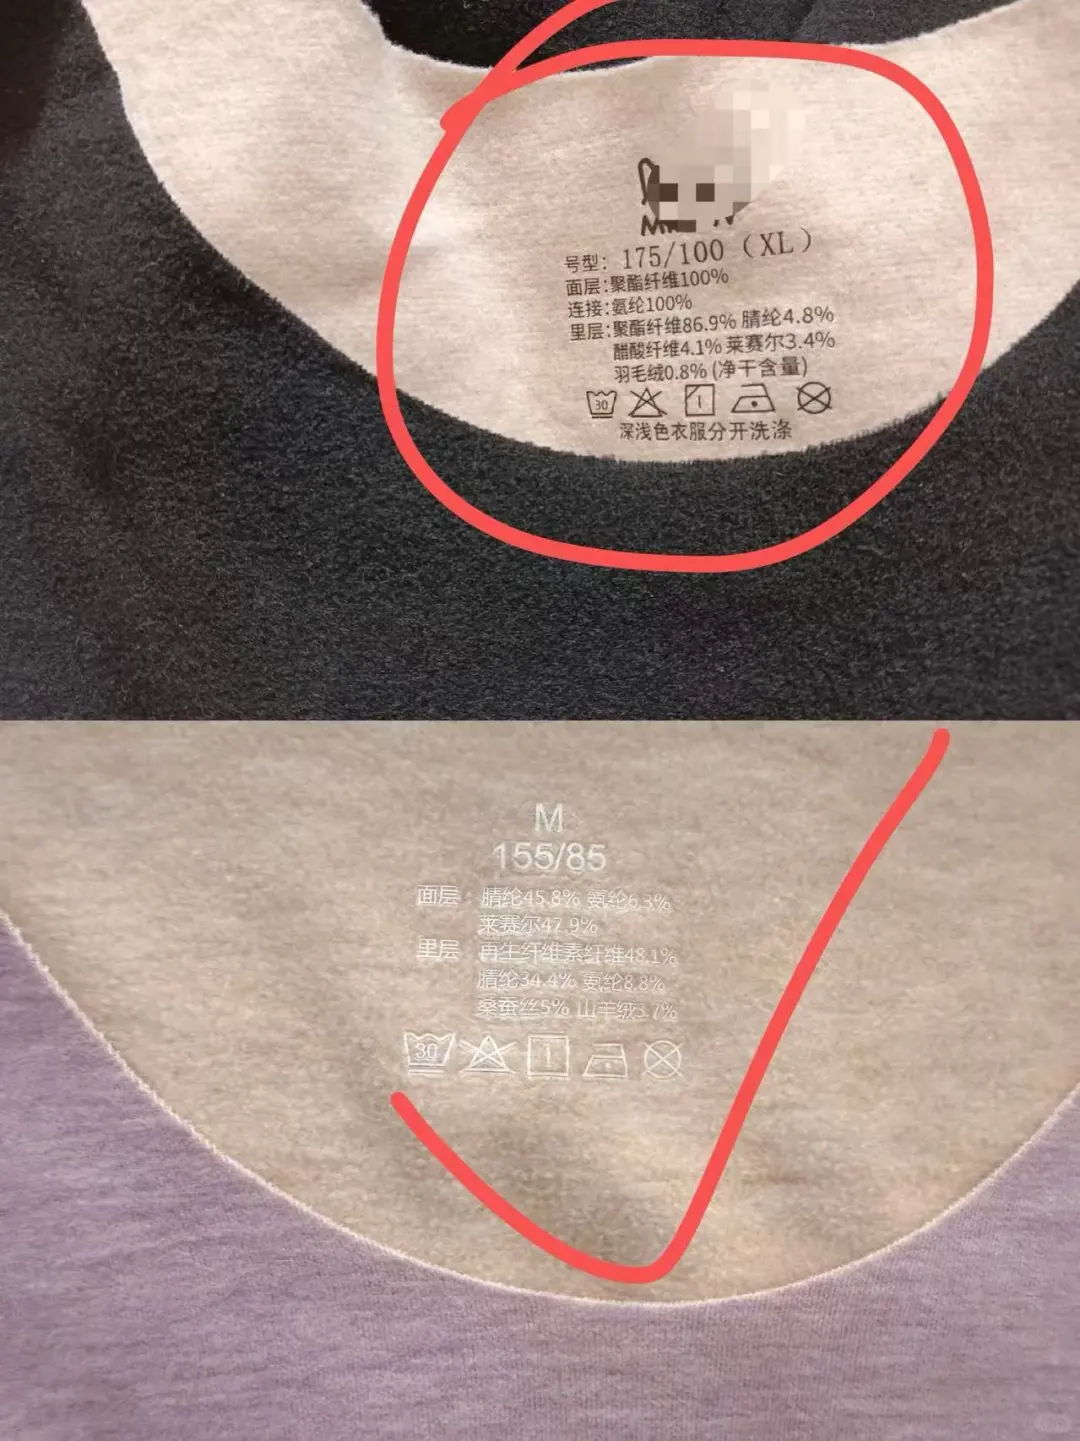 号型：175/100（XL）
面层：聚酯纤维100%
连接：氨纶100%
里层：聚酯纤维86.9% 腈纶4.8%
醋酸纤维4.1% 莱赛尔3.4%
羽毛绒0.8% (净干含量)
30
深浅色衣服分开洗涤
M
155/85
面层：腈纶45.8% 氨纶6.3%
莱赛尔47.9%
里层 再生纤维素纤维48.1%
腈纶34.4% 氨纶8.8%
桑蚕丝5% 山羊绒3.7%
30